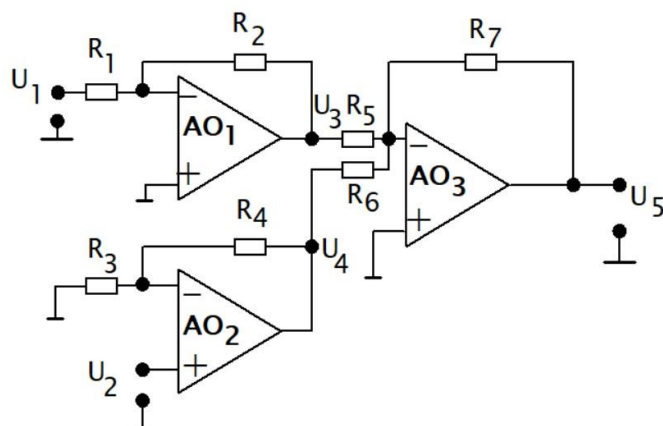 R1
R2
R7
U1
−
AO1
+
U3
R5
R6
−
AO3
+
U5
R4
U4
R3
−
AO2
+
U2